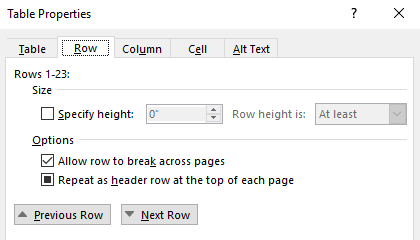 Table Properties ? ×
Table Row Column Cell Alt Text
Rows 1-23:
Size
Specify height: 0" Row height is: At least
Options
Allow row to break across pages
Repeat as header row at the top of each page
Previous Row Next Row